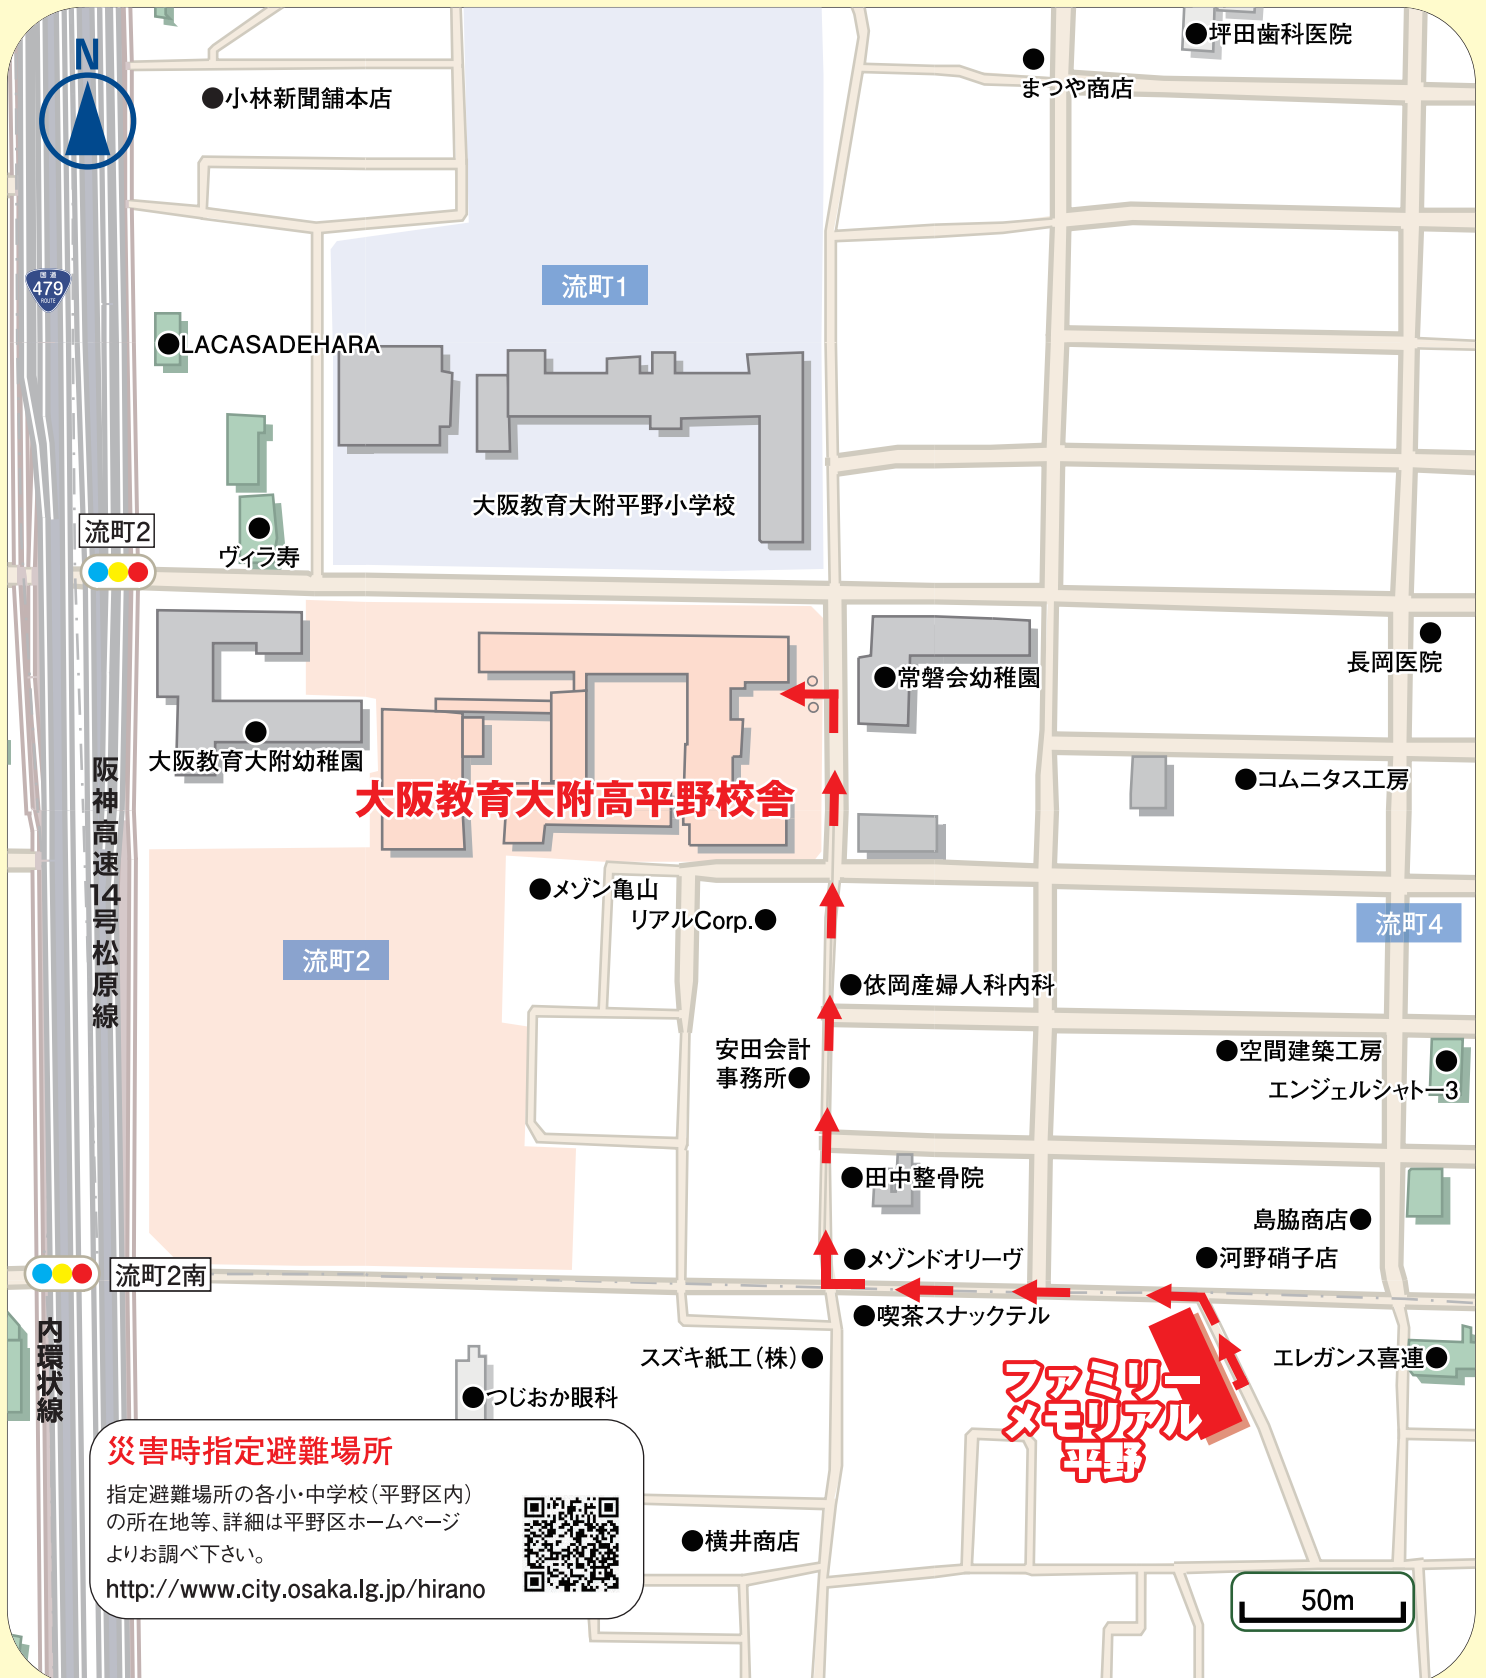 N
坪田歯科医院
まつや商店
小林新聞舗本店
国道
479
ROUTE
流町1
LACASADEHARA
大阪教育大附平野小学校
流町2
ヴィラ寿
長岡医院
常磐会幼稚園
大阪教育大附幼稚園
コムニタス工房
大阪教育大附高平野校舎
阪神高速14号松原線
メゾン亀山
リアルCorp.
流町4
流町2
依岡産婦人科内科
安田会計
事務所
空間建築工房
エンジェルシャトー3
田中整骨院
島脇商店
メゾンドオリーヴ
河野硝子店
流町2南
喫茶スナックテル
内環状線
スズキ紙工(株)
エレガンス喜連
ファミリー
メモリアル
平野
つじおか眼科
災害時指定避難場所
指定避難場所の各小・中学校(平野区内)
の所在地等、詳細は平野区ホームページ
よりお調べ下さい。
http://www.city.osaka.lg.jp/hirano
横井商店
50m